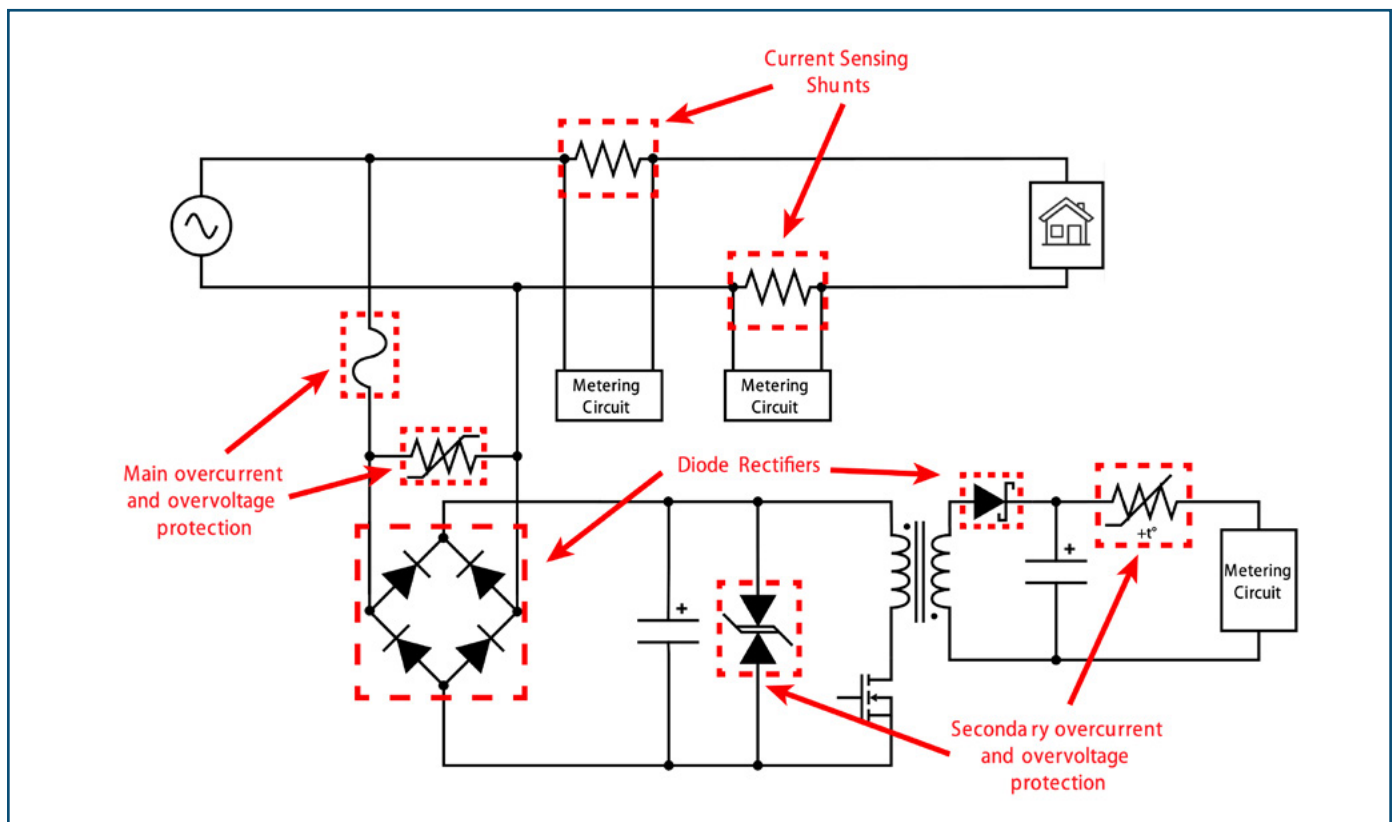 Current Sensing
Shunts
Metering
Circuit
Metering
Circuit
Main overcurrent
and overvoltage
protection
Diode Rectifiers
+
+
+t°
Metering
Circuit
Secondary overcurrent
and overvoltage
protection